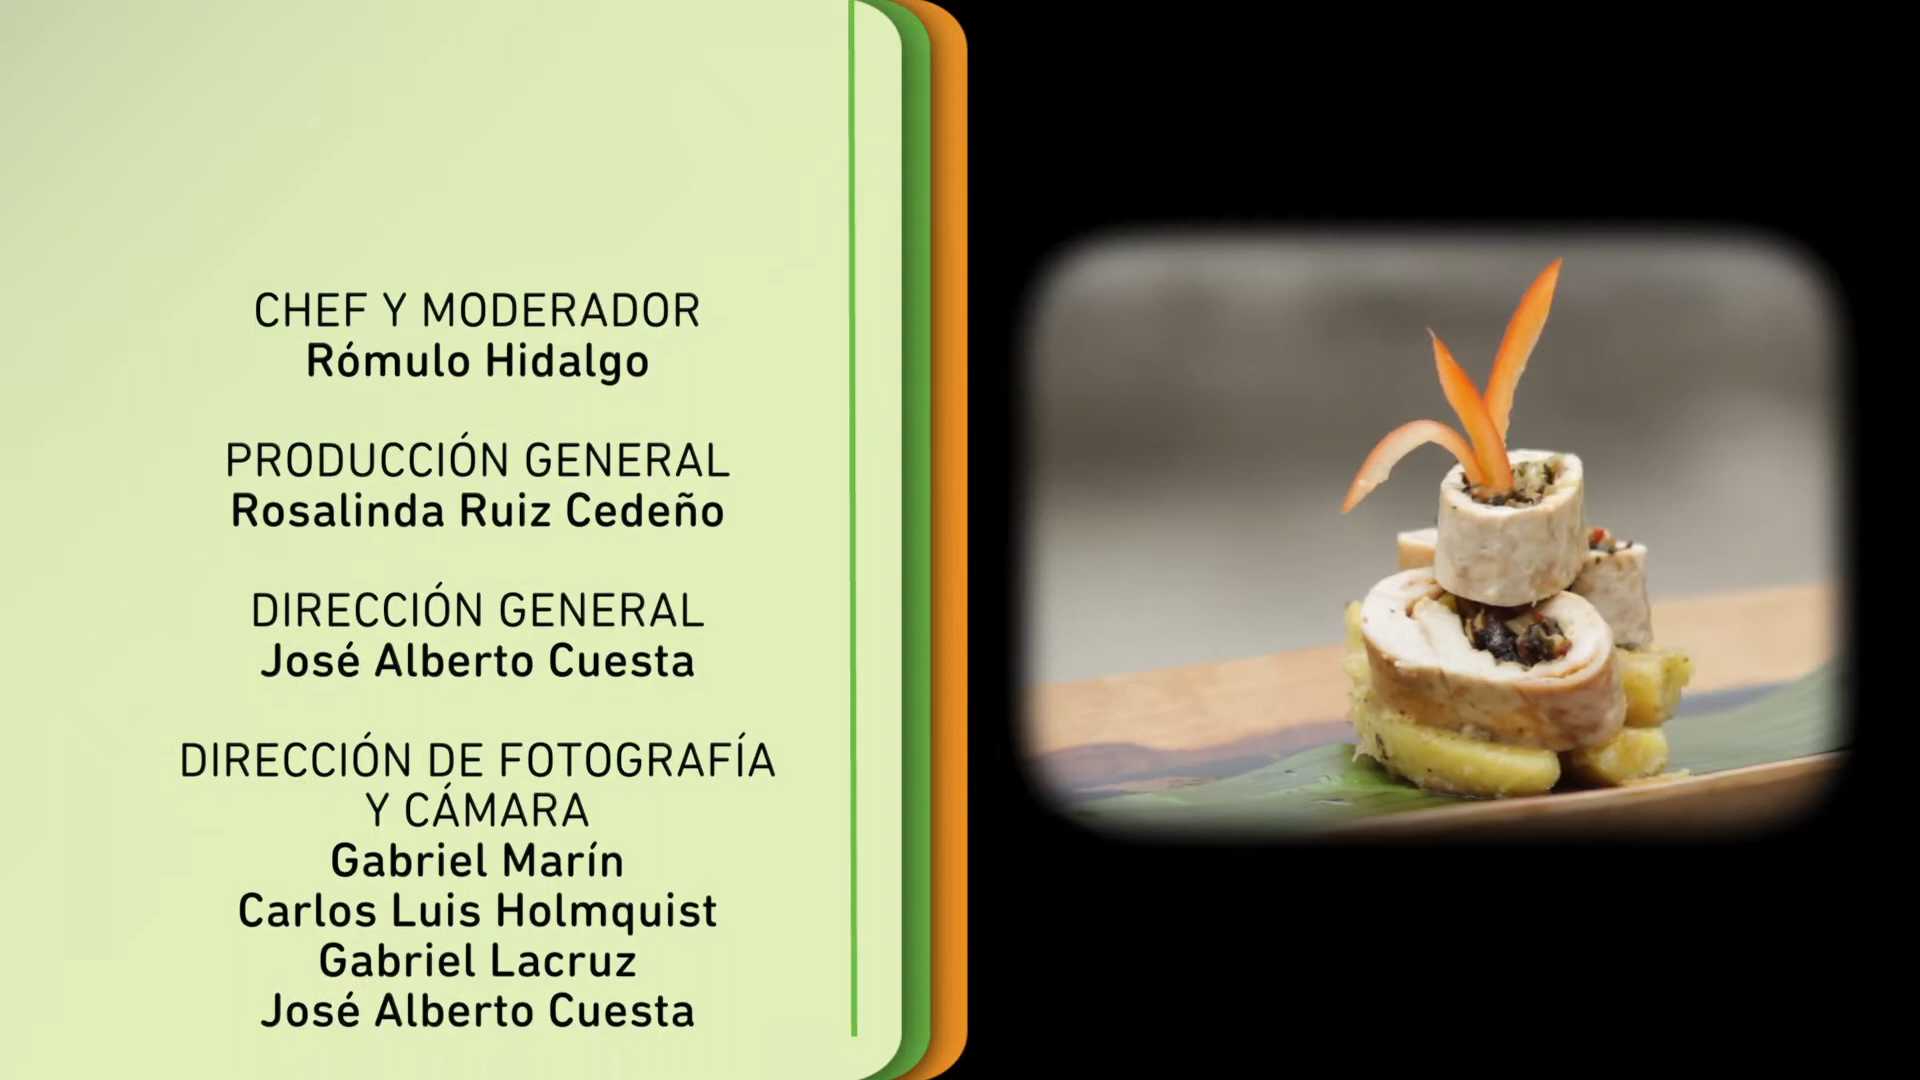 CHEF Y MODERADOR
Rómulo Hidalgo
PRODUCCIÓN GENERAL
Rosalinda Ruiz Cedeño
DIRECCIÓN GENERAL
José Alberto Cuesta
DIRECCIÓN DE FOTOGRAFÍA
Y CÁMARA
Gabriel Marín
Carlos Luis Holmquist
Gabriel Lacruz
José Alberto Cuesta